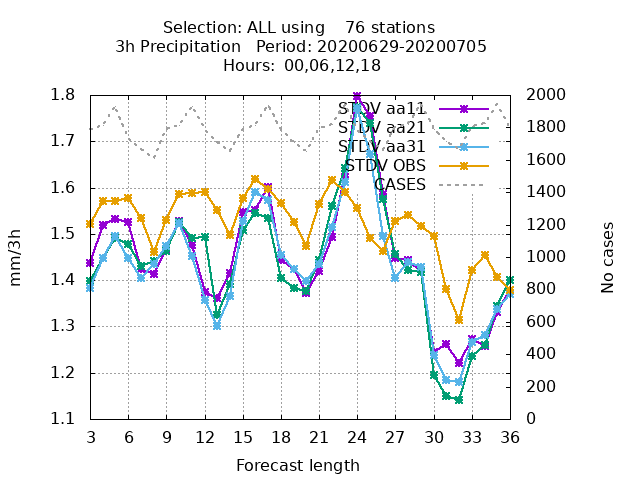 Selection: ALL using 76 stations
3h Precipitation Period: 20200629-20200705
Hours: 00,06,12,18
1.8
1.7
1.6
1.5
1.4
1.3
1.2
1.1
mm/3h
STDV aa11
STDV aa21
STDV aa31
STDV OBS
CASES
2000
1800
1600
1400
1200
1000
800
600
400
200
0
No cases
3 6 9 12 15 18 21 24 27 30 33 36
Forecast length